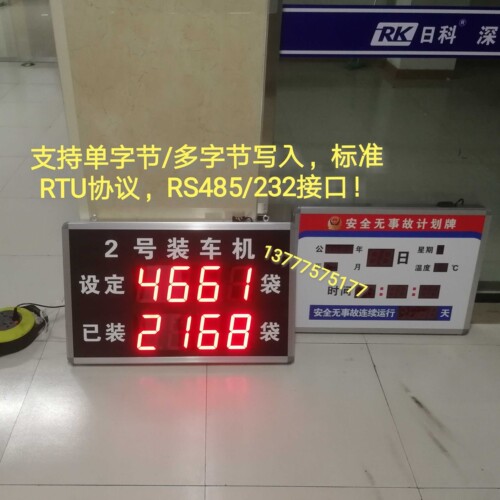 RK 日科® 深
支持单字节/多字节写入，标准
RTU协议，RS485/232接口！
2号装车机
设定 4661 袋
已装 2168 袋
13777575177
安全无事故计划牌
公 年 星期
月 日 温度 ℃
时间
安全无事故连续运行 天